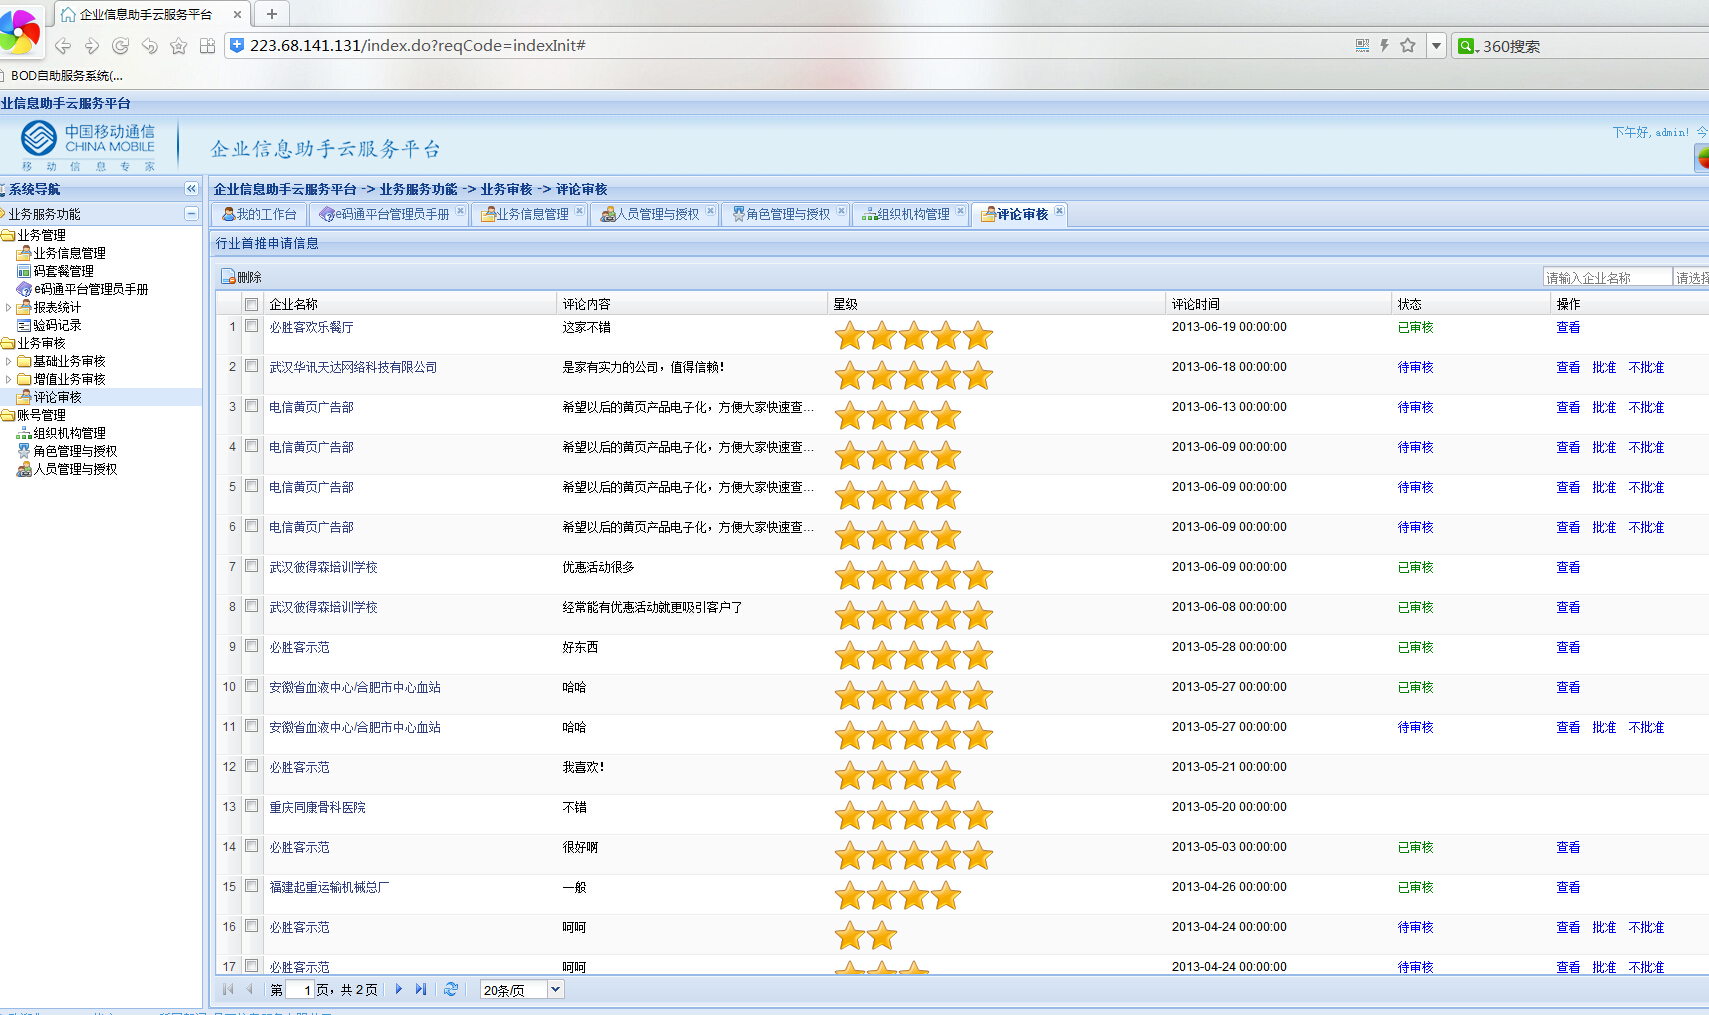 企业信息助手云服务平台
223.68.141.131/index.do?reqCode=indexInit#
360搜索
BOD自助服务系统(...
业信息助手云服务平台
中国移动通信
CHINA MOBILE
移 动 信 息 专 家
企业信息助手云服务平台
下午好, admin! 今
系统导航
企业信息助手云服务平台 -> 业务服务功能 -> 业务审核 -> 评论审核
业务服务功能
我的工作台 e码通平台管理员手册 业务信息管理 人员管理与授权 角色管理与授权 组织机构管理 评论审核
业务管理
业务信息管理
码套餐管理
e码通平台管理员手册
报表统计
验码记录
业务审核
基础业务审核
增值业务审核
评论审核
账号管理
组织机构管理
角色管理与授权
人员管理与授权
行业首推申请信息
删除 请输入企业名称 请选择
企业名称 评论内容 星级 评论时间 状态 操作
1 必胜客欢乐餐厅 这家不错 2013-06-19 00:00:00 已审核 查看
2 武汉华讯天达网络科技有限公司 是家有实力的公司，值得信赖! 2013-06-18 00:00:00 待审核 查看 批准 不批准
3 电信黄页广告部 希望以后的黄页产品电子化，方便大家快速查... 2013-06-13 00:00:00 待审核 查看 批准 不批准
4 电信黄页广告部 希望以后的黄页产品电子化，方便大家快速查... 2013-06-09 00:00:00 待审核 查看 批准 不批准
5 电信黄页广告部 希望以后的黄页产品电子化，方便大家快速查... 2013-06-09 00:00:00 待审核 查看 批准 不批准
6 电信黄页广告部 希望以后的黄页产品电子化，方便大家快速查... 2013-06-09 00:00:00 待审核 查看 批准 不批准
7 武汉彼得森培训学校 优惠活动很多 2013-06-09 00:00:00 已审核 查看
8 武汉彼得森培训学校 经常能有优惠活动就更吸引客户了 2013-06-08 00:00:00 已审核 查看
9 必胜客示范 好东西 2013-05-28 00:00:00 已审核 查看
10 安徽省血液中心/合肥市中心血站 哈哈 2013-05-27 00:00:00 已审核 查看
11 安徽省血液中心/合肥市中心血站 哈哈 2013-05-27 00:00:00 待审核 查看 批准 不批准
12 必胜客示范 我喜欢! 2013-05-21 00:00:00
13 重庆同康骨科医院 不错 2013-05-20 00:00:00
14 必胜客示范 很好啊 2013-05-03 00:00:00 已审核 查看
15 福建起重运输机械总厂 一般 2013-04-26 00:00:00 已审核 查看
16 必胜客示范 呵呵 2013-04-24 00:00:00 待审核 查看 批准 不批准
17 必胜客示范 呵呵 2013-04-24 00:00:00 待审核 查看 批准 不批准
第 1 页，共 2 页 20条/页